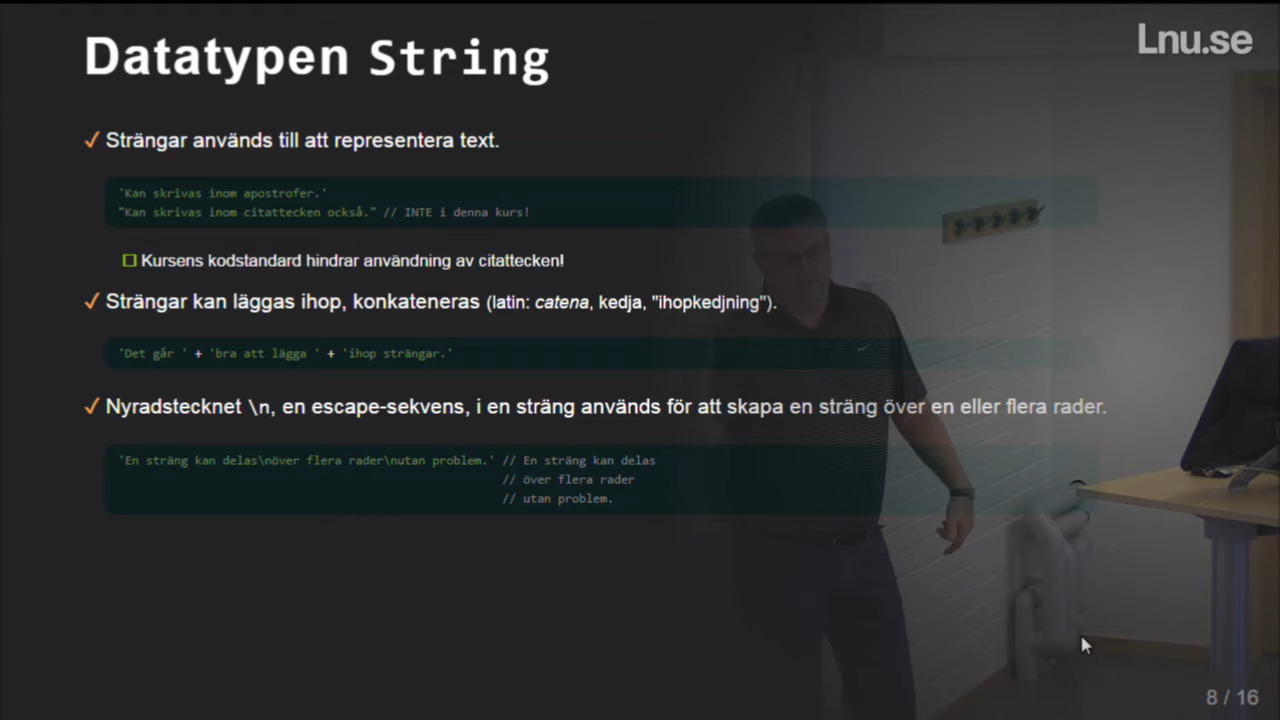 Datatypen String
Lnu.se
✓ Strängar används till att representera text.
'Kan skrivas inom apostrofer.'
"Kan skrivas inom citattecken också." // INTE i denna kurs!
Kursens kodstandard hindrar användning av citattecken!
✓ Strängar kan läggas ihop, konkateneras (latin: catena, kedja, "ihopkedjning").
'Det går ' + 'bra att lägga ' + 'ihop strängar.'
✓ Nyradstecknet \n, en escape-sekvens, i en sträng används för att skapa en sträng över en eller flera rader.
'En sträng kan delas\növer flera rader\nutan problem.' // En sträng kan delas
// över flera rader
// utan problem.
8 / 16